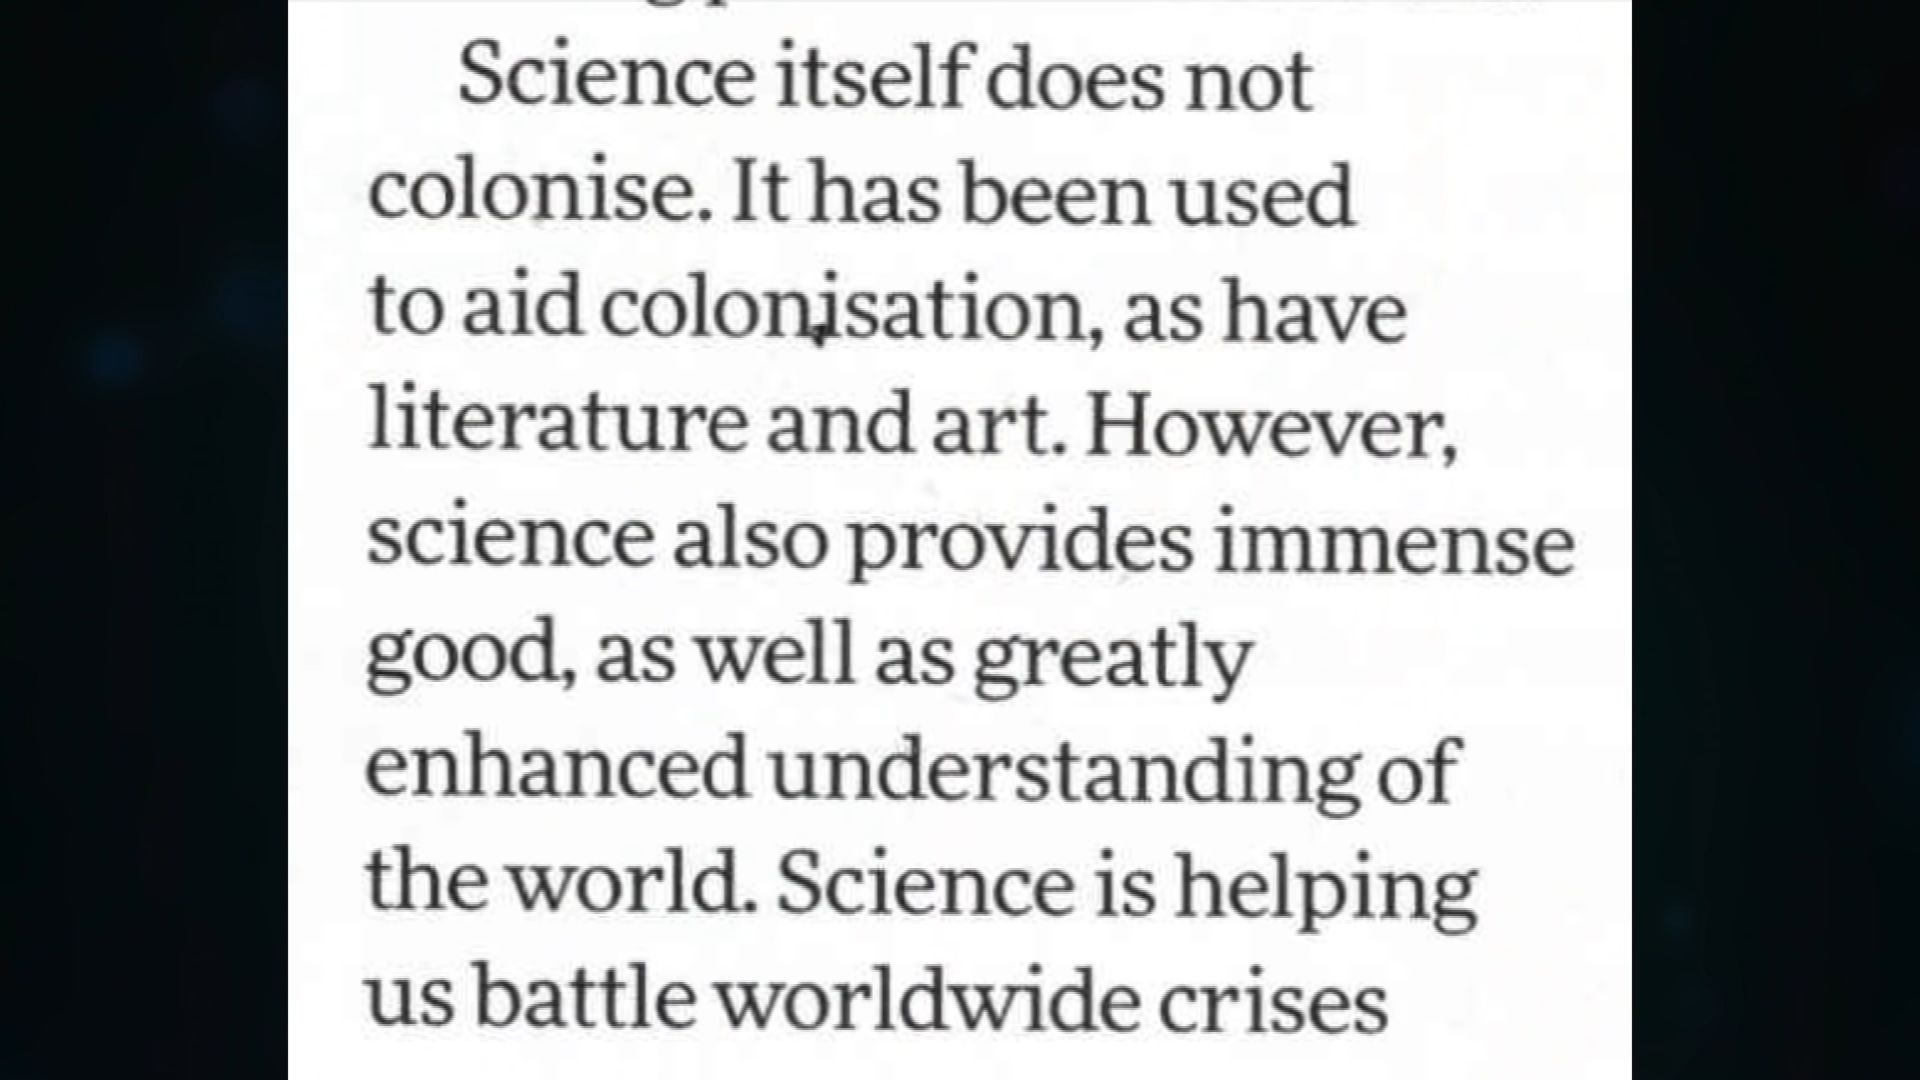 Science itself does not
colonise. It has been used
to aid colonisation, as have
literature and art. However,
science also provides immense
good, as well as greatly
enhanced understanding of
the world. Science is helping
us battle worldwide crises